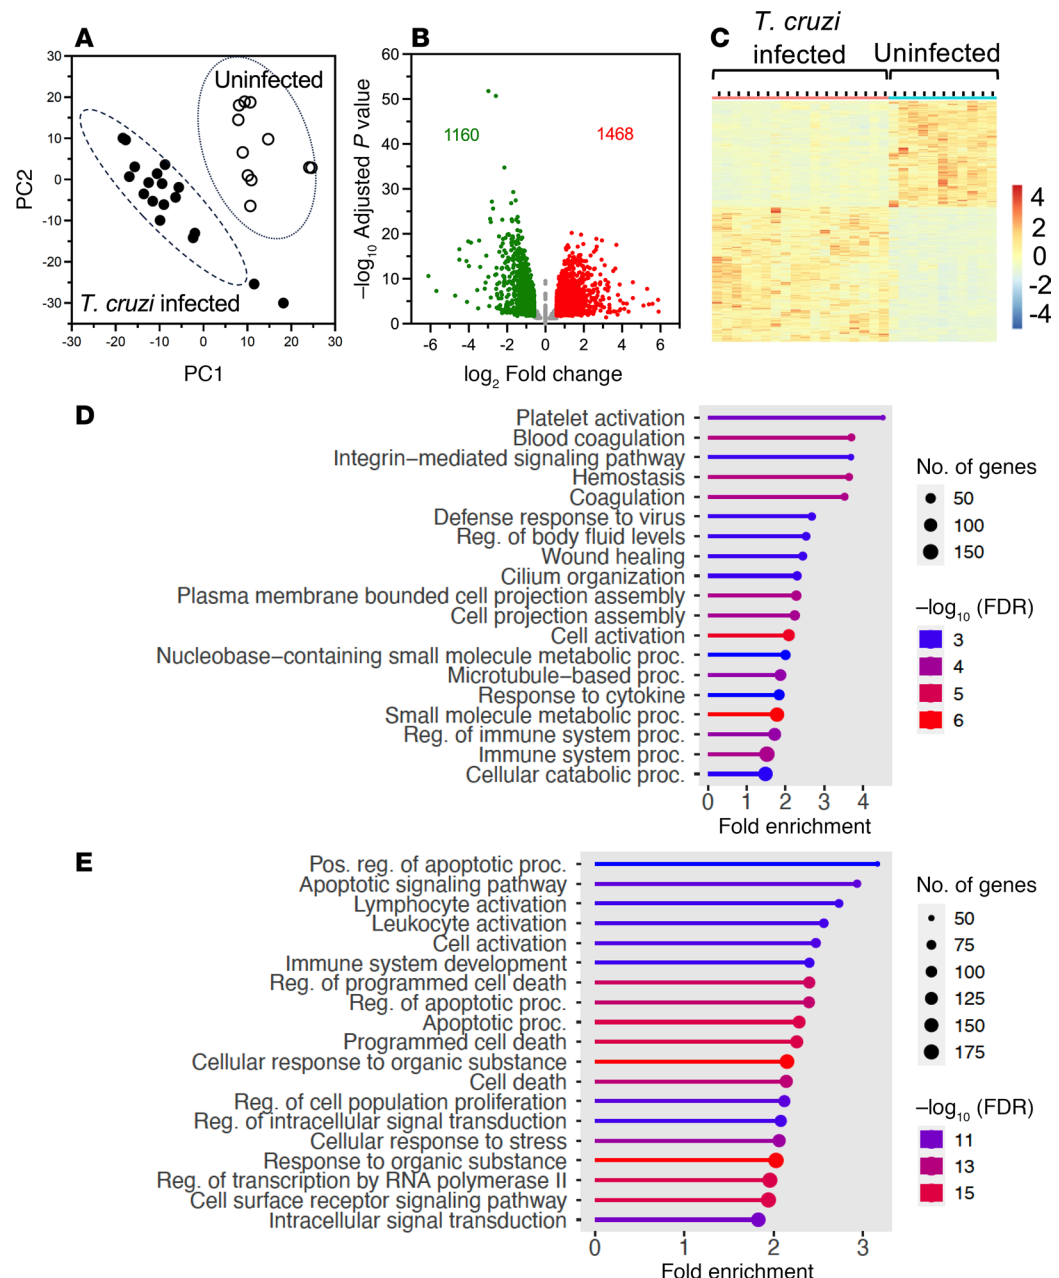 A
30
20
10
0
-10
-20
-30
PC2
Uninfected
T. cruzi infected
-30
-20
-10
0
10
20
30
PC1
B
60
50
40
30
20
10
0
–log10 Adjusted P value
1160
1468
-6
-4
-2
0
2
4
6
log2 Fold change
C
T. cruzi
infected
Uninfected
4
2
0
-2
-4
D
Platelet activation
Blood coagulation
Integrin–mediated signaling pathway
Hemostasis
Coagulation
Defense response to virus
Reg. of body fluid levels
Wound healing
Cilium organization
Plasma membrane bounded cell projection assembly
Cell projection assembly
Cell activation
Nucleobase–containing small molecule metabolic proc.
Microtubule–based proc.
Response to cytokine
Small molecule metabolic proc.
Reg. of immune system proc.
Immune system proc.
Cellular catabolic proc.
0 1 2 3 4
Fold enrichment
No. of genes
50
100
150
–log10 (FDR)
3
4
5
6
E
Pos. reg. of apoptotic proc.
Apoptotic signaling pathway
Lymphocyte activation
Leukocyte activation
Cell activation
Immune system development
Reg. of programmed cell death
Reg. of apoptotic proc.
Apoptotic proc.
Programmed cell death
Cellular response to organic substance
Cell death
Reg. of cell population proliferation
Reg. of intracellular signal transduction
Cellular response to stress
Response to organic substance
Reg. of transcription by RNA polymerase II
Cell surface receptor signaling pathway
Intracellular signal transduction
0 1 2 3
Fold enrichment
No. of genes
50
75
100
125
150
175
–log10 (FDR)
11
13
15